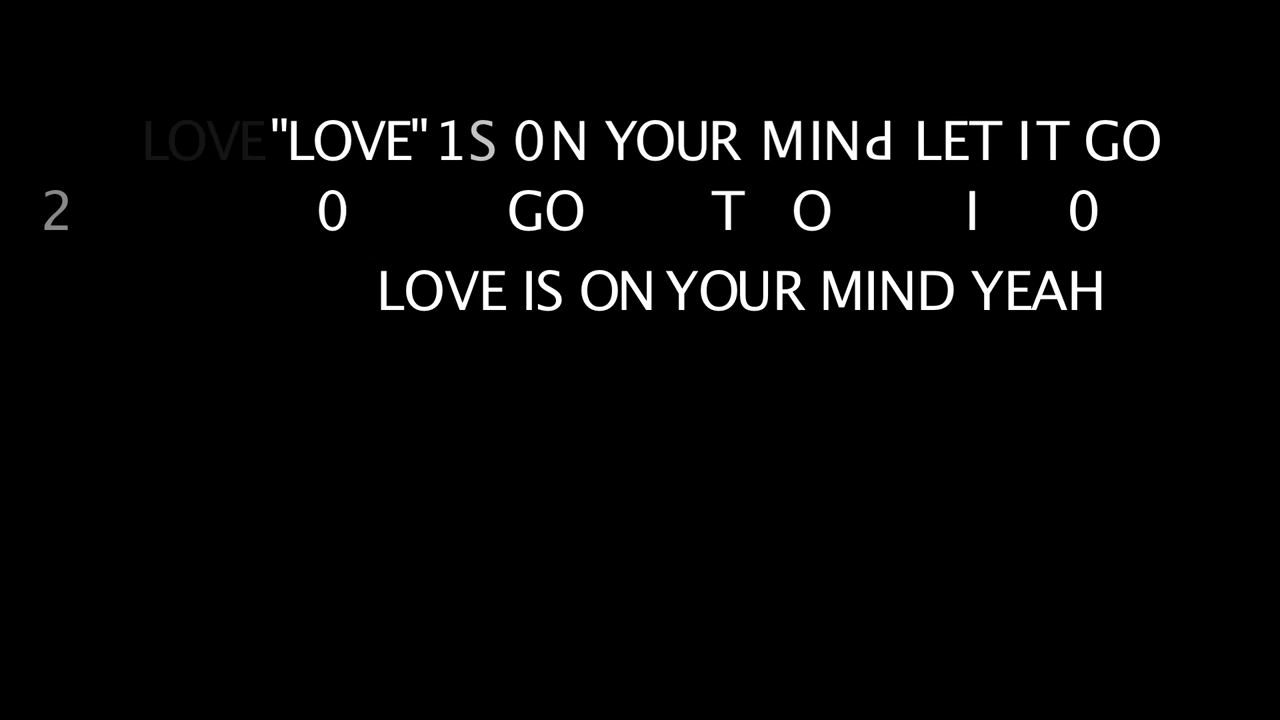 LOVE "LOVE" 1S 0N YOUR MINd LET IT GO
2 0 GO T O I 0
LOVE IS ON YOUR MIND YEAH